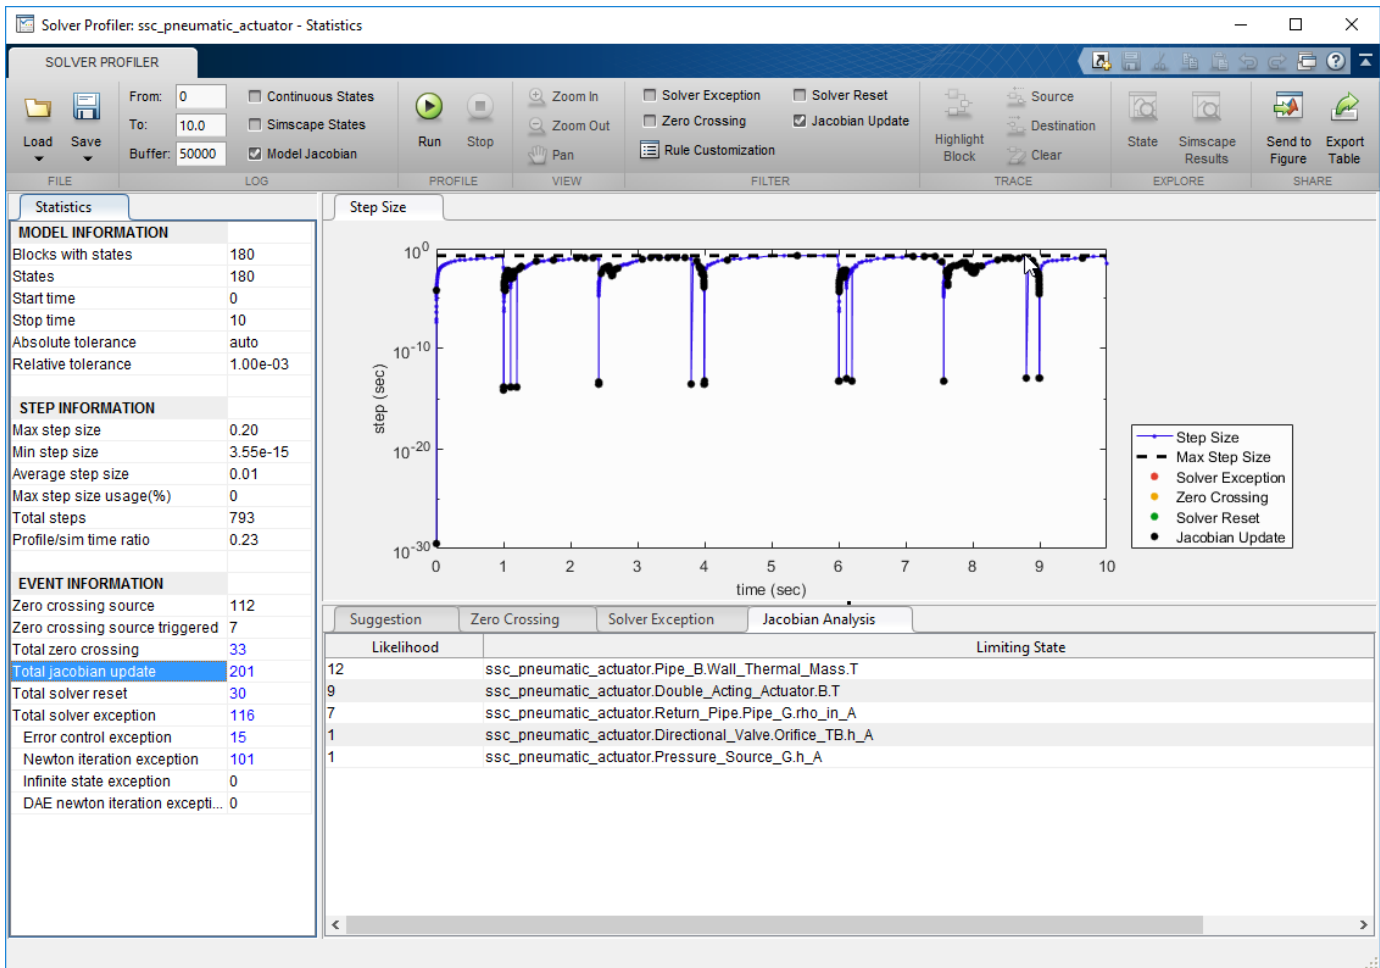 Solver Profiler: ssc_pneumatic_actuator - Statistics
SOLVER PROFILER
From: 0
To: 10.0
Buffer: 50000
Continuous States
Simscape States
Model Jacobian
Load
Save
Run
Stop
Zoom In
Zoom Out
Pan
Solver Exception
Solver Reset
Zero Crossing
Jacobian Update
Rule Customization
Highlight
Block
Source
Destination
Clear
State
Simscape
Results
Send to
Figure
Export
Table
FILE
LOG
PROFILE
VIEW
FILTER
TRACE
EXPLORE
SHARE
Statistics
MODEL INFORMATION
Blocks with states 180
States 180
Start time 0
Stop time 10
Absolute tolerance auto
Relative tolerance 1.00e-03
STEP INFORMATION
Max step size 0.20
Min step size 3.55e-15
Average step size 0.01
Max step size usage(%) 0
Total steps 793
Profile/sim time ratio 0.23
EVENT INFORMATION
Zero crossing source 112
Zero crossing source triggered 7
Total zero crossing 33
Total jacobian update 201
Total solver reset 30
Total solver exception 116
Error control exception 15
Newton iteration exception 101
Infinite state exception 0
DAE newton iteration excepti... 0
Step Size
10^0
10^-10
10^-20
10^-30
step (sec)
0 1 2 3 4 5 6 7 8 9 10
time (sec)
Step Size
Max Step Size
Solver Exception
Zero Crossing
Solver Reset
Jacobian Update
Suggestion
Zero Crossing
Solver Exception
Jacobian Analysis
Likelihood Limiting State
12 ssc_pneumatic_actuator.Pipe_B.Wall_Thermal_Mass.T
9 ssc_pneumatic_actuator.Double_Acting_Actuator.B.T
7 ssc_pneumatic_actuator.Return_Pipe.Pipe_G.rho_in_A
1 ssc_pneumatic_actuator.Directional_Valve.Orifice_TB.h_A
1 ssc_pneumatic_actuator.Pressure_Source_G.h_A